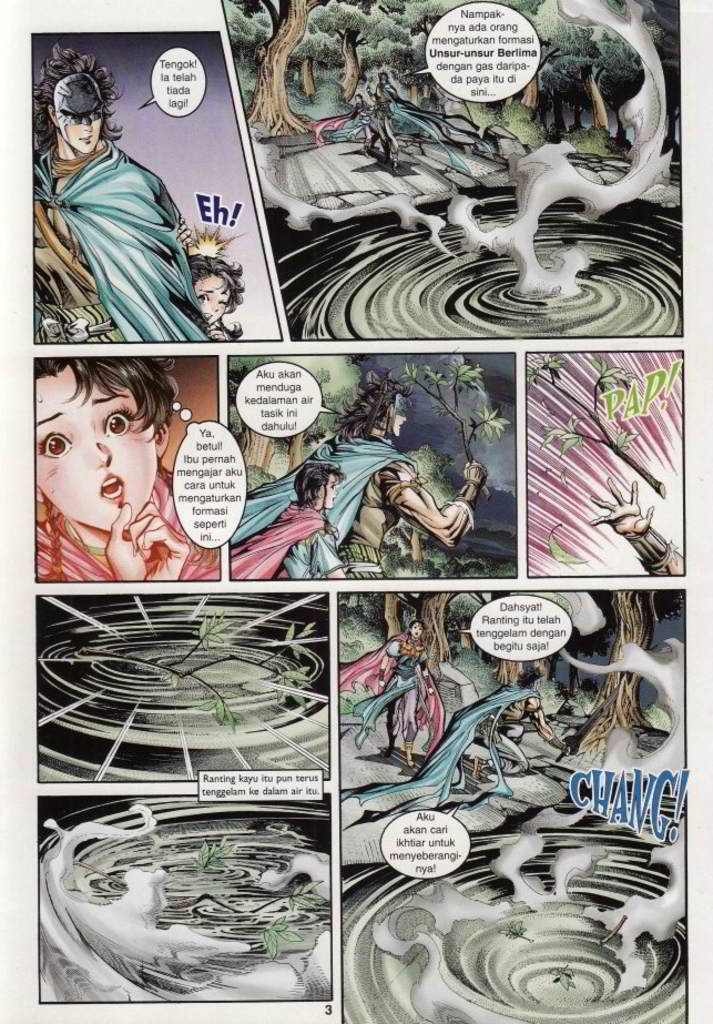 Tengok!
Ia telah
tiada
lagi!
Eh!
Nampak-
nya ada orang
mengaturkan formasi
Unsur-unsur Berlima
dengan gas daripa-
da paya itu di
sini...
Ya,
betul!
Ibu pernah
mengajar aku
cara untuk
mengaturkan
formasi
seperti
ini...
Aku akan
menduga
kedalaman air
tasik ini
dahulu!
PAP!
Ranting kayu itu pun terus
tenggelam ke dalam air itu.
Dahsyat!
Ranting itu telah
tenggelam dengan
begitu saja!
CHANG!
Aku
akan cari
ikhtiar untuk
menyeberangi-
nya!
3